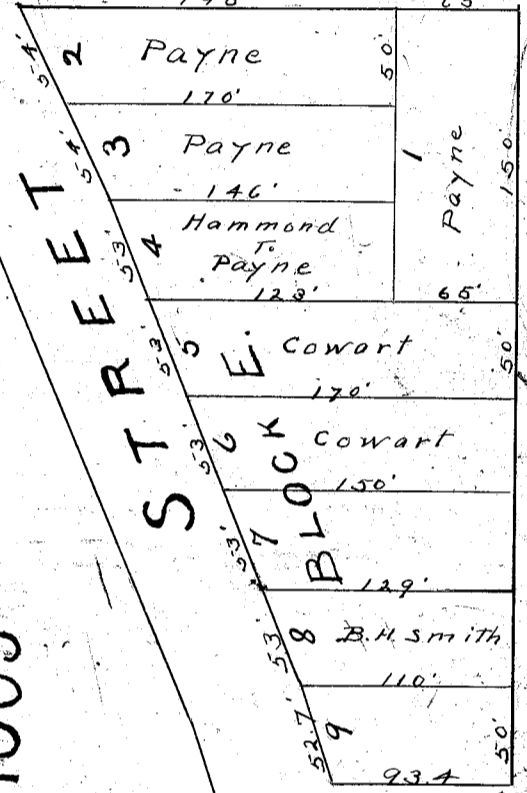 54'
2
Payne
50'
170'
54'
3
Payne
146'
1
Payne
150'
65'
53'
4
Hammond
To
Payne
123'
STREET
53'
5
Cowart
50'
170'
53'
6
Cowart
150'
BLOCK E.
53'
7
129'
53'
8
B.H. Smith
110'
52.7'
9
50'
93.4